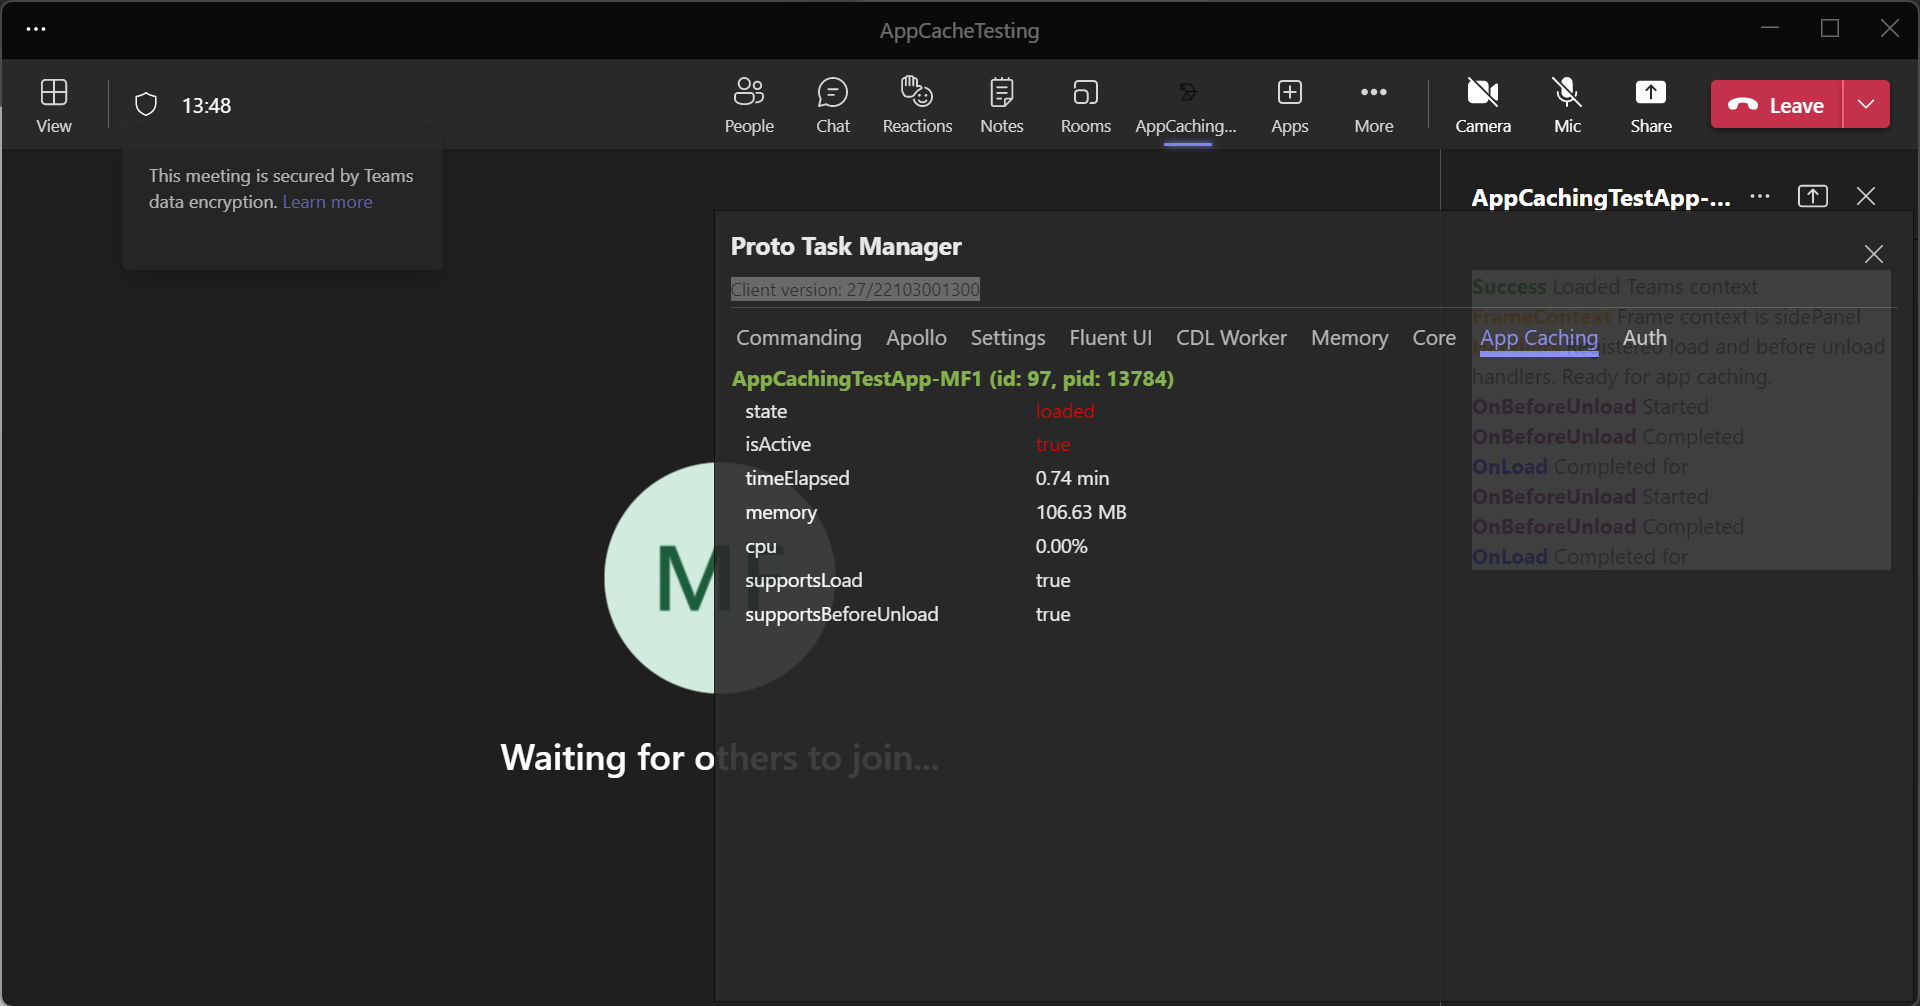 AppCacheTesting
View
13:48
People
Chat
Reactions
Notes
Rooms
AppCaching...
Apps
More
Camera
Mic
Share
Leave
This meeting is secured by Teams
data encryption. Learn more
AppCachingTestApp-...
Proto Task Manager
Client version: 27/22103001300
Commanding Apollo Settings Fluent UI CDL Worker Memory Core App Caching Auth
AppCachingTestApp-MF1 (id: 97, pid: 13784)
state loaded
isActive true
timeElapsed 0.74 min
memory 106.63 MB
cpu 0.00%
supportsLoad true
supportsBeforeUnload true
Success Loaded Teams context
FrameContext Frame context is sidePanel
Registered load and before unload
handlers. Ready for app caching.
OnBeforeUnload Started
OnBeforeUnload Completed
OnLoad Completed for
OnBeforeUnload Started
OnBeforeUnload Completed
OnLoad Completed for
MF
Waiting for others to join...